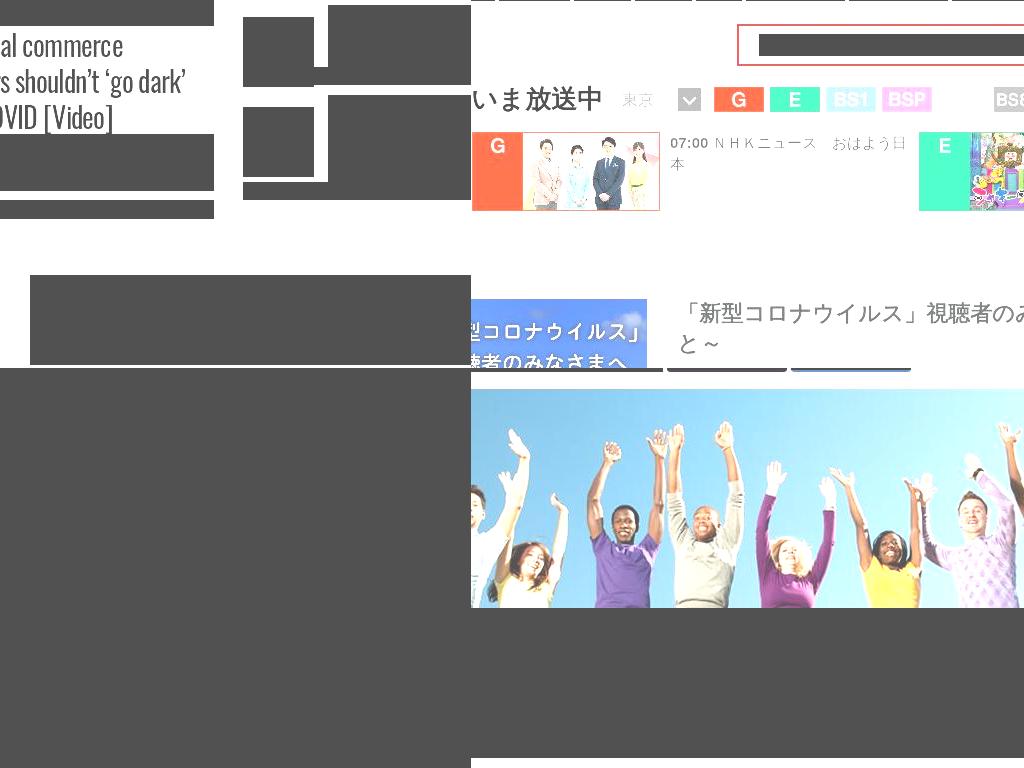 al commerce
s shouldn't 'go dark'
OVID [Video]
いま放送中 東京 G E BS1 BSP BS8
G
07:00 ＮＨＫニュース　おはよう日
本
E
型コロナウイルス」
聴者のみなさまへ
「新型コロナウイルス」視聴者のみ
と～